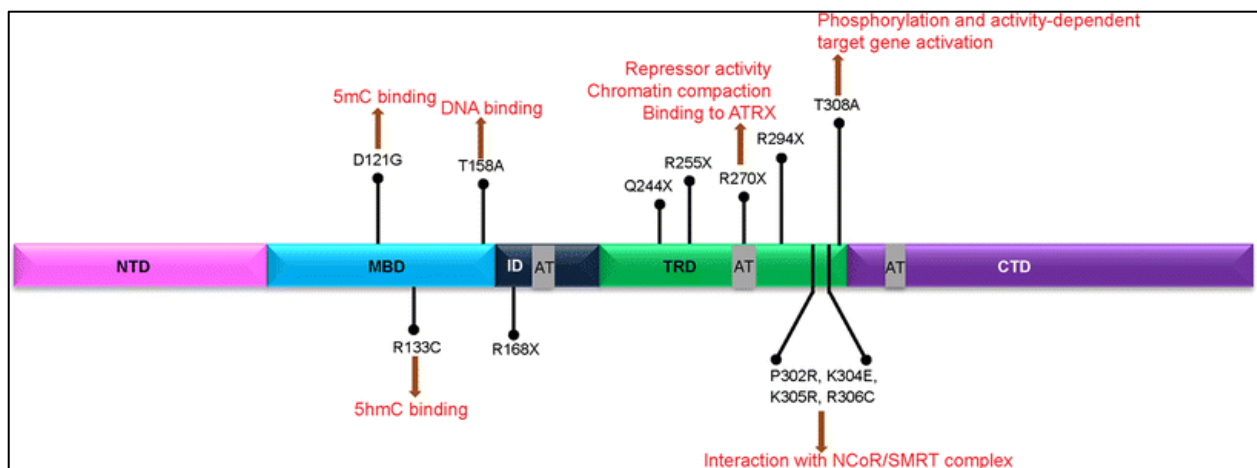 Phosphorylation and activity-dependent
target gene activation
Repressor activity
Chromatin compaction
Binding to ATRX
5mC binding
DNA binding
T308A
R294X
D121G
T158A
R255X
Q244X
R270X
NTD
MBD
ID
AT
TRD
AT
AT
CTD
R133C
R168X
P302R, K304E,
K305R, R306C
5hmC binding
Interaction with NCoR/SMRT complex